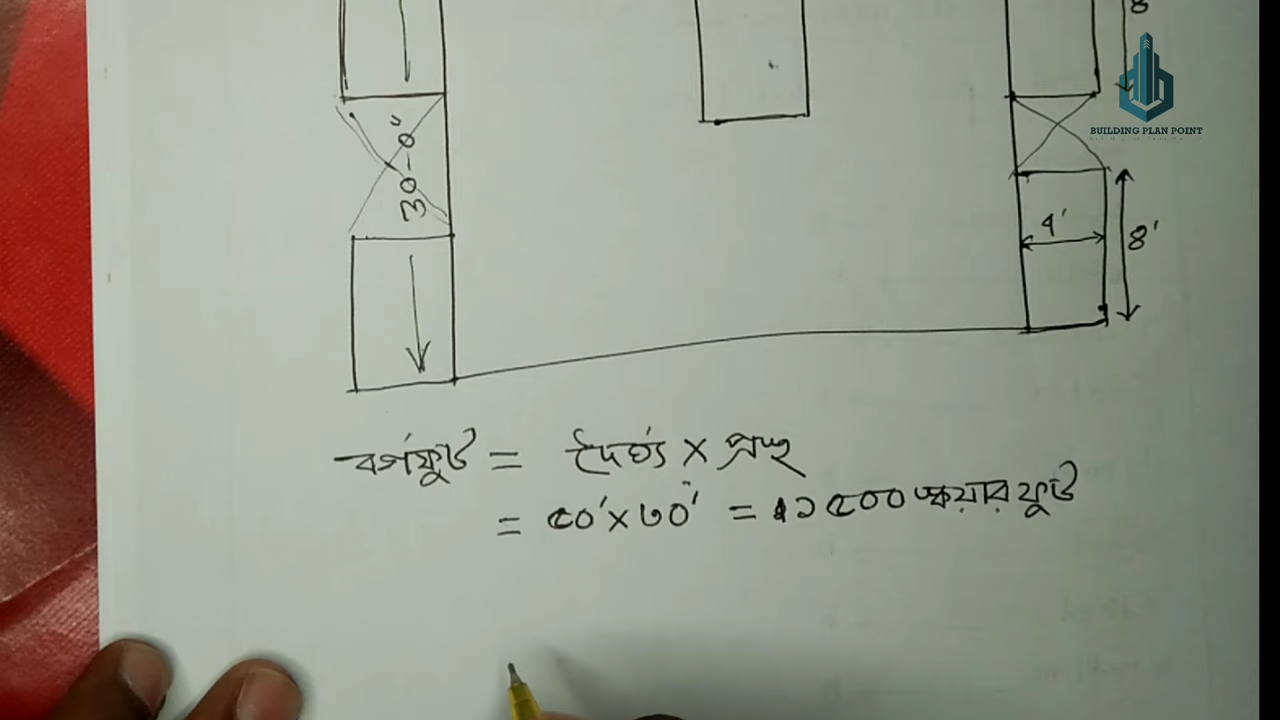 8
BUILDING PLAN POINT
30-0"
4'
8'
বর্গফুট = দৈর্ঘ্য X প্রস্থ
= ৫০' X ৩০' = ১৫০০ স্কয়ার ফুট